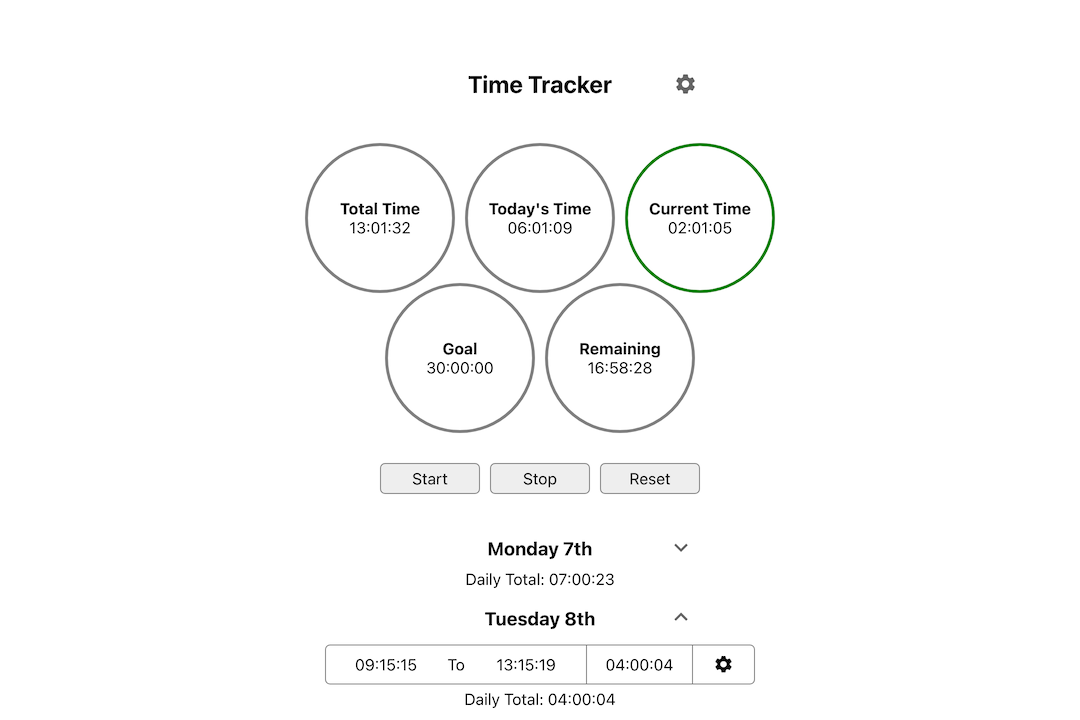 Time Tracker
Total Time
13:01:32
Today's Time
06:01:09
Current Time
02:01:05
Goal
30:00:00
Remaining
16:58:28
Start
Stop
Reset
Monday 7th
Daily Total: 07:00:23
Tuesday 8th
09:15:15 To 13:15:19 04:00:04
Daily Total: 04:00:04